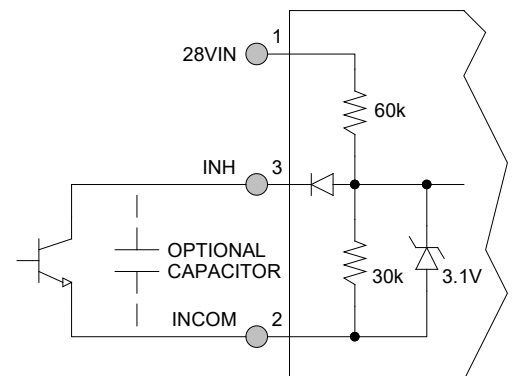 1
28VIN
60k
INH
3
OPTIONAL
CAPACITOR
30k
3.1V
INCOM
2